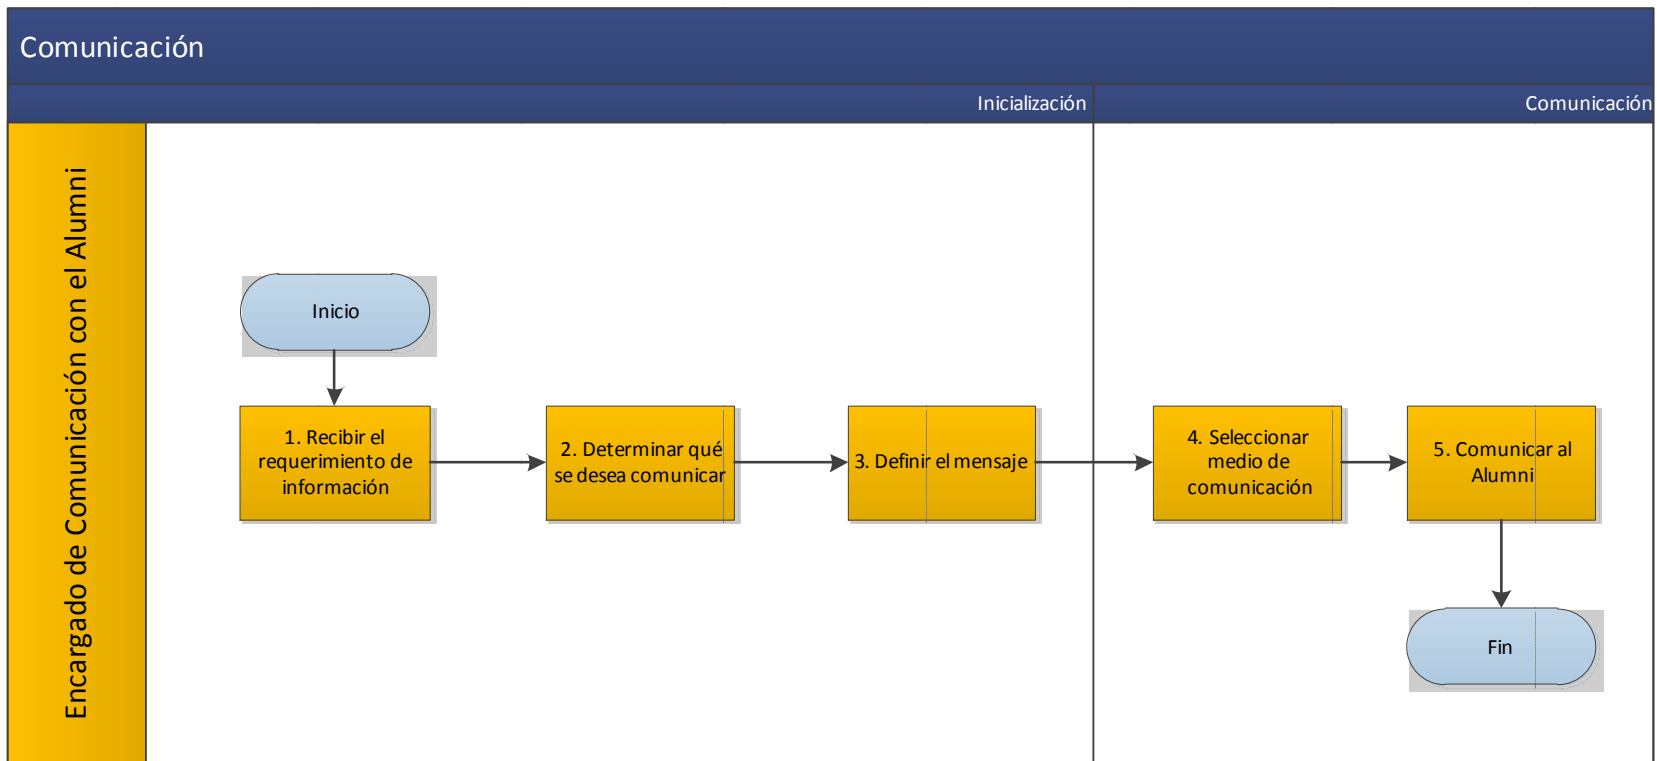 Comunicación
Inicialización
Comunicación
Encargado de Comunicación con el Alumni
Inicio
1. Recibir el
requerimiento de
información
2. Determinar qué
se desea comunicar
3. Definir el mensaje
4. Seleccionar
medio de
comunicación
5. Comunicar al
Alumni
Fin